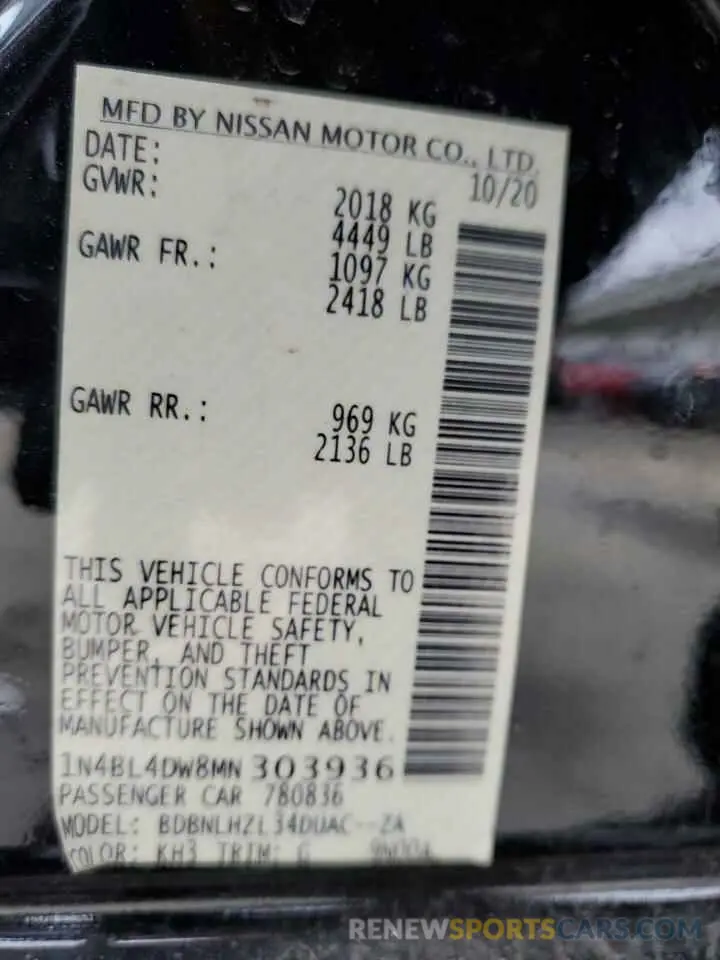 MFD BY NISSAN MOTOR CO., LTD.
DATE: 10/20
GVWR: 2018 KG
4449 LB
GAWR FR.: 1097 KG
2418 LB
GAWR RR.: 969 KG
2136 LB
THIS VEHICLE CONFORMS TO
ALL APPLICABLE FEDERAL
MOTOR VEHICLE SAFETY,
BUMPER, AND THEFT
PREVENTION STANDARDS IN
EFFECT ON THE DATE OF
MANUFACTURE SHOWN ABOVE.
1N4BL4DW8MN303936
PASSENGER CAR 780836
MODEL: BDBNLHZL34DUAC--ZA
COLOR: KH3 TRIM: G
RENEWSPORTSCARS.COM